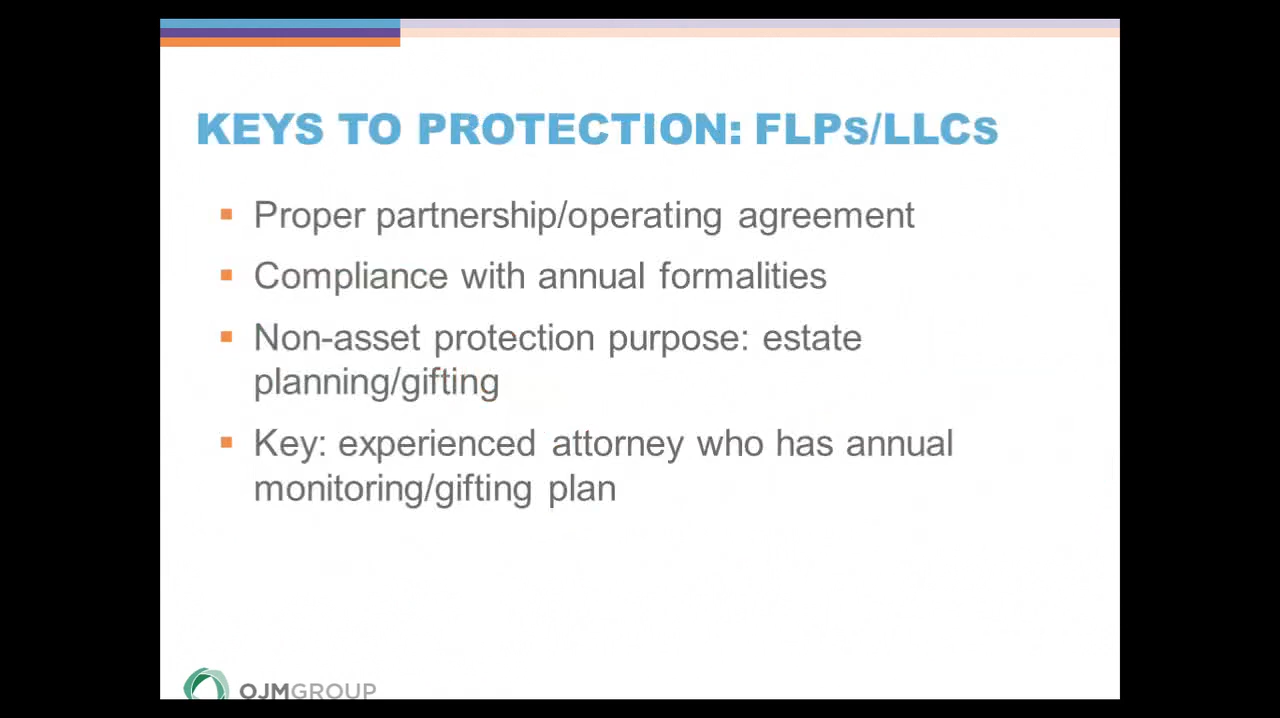 KEYS TO PROTECTION: FLPs/LLCs
Proper partnership/operating agreement
Compliance with annual formalities
Non-asset protection purpose: estate
planning/gifting
Key: experienced attorney who has annual
monitoring/gifting plan
OJMGROUP